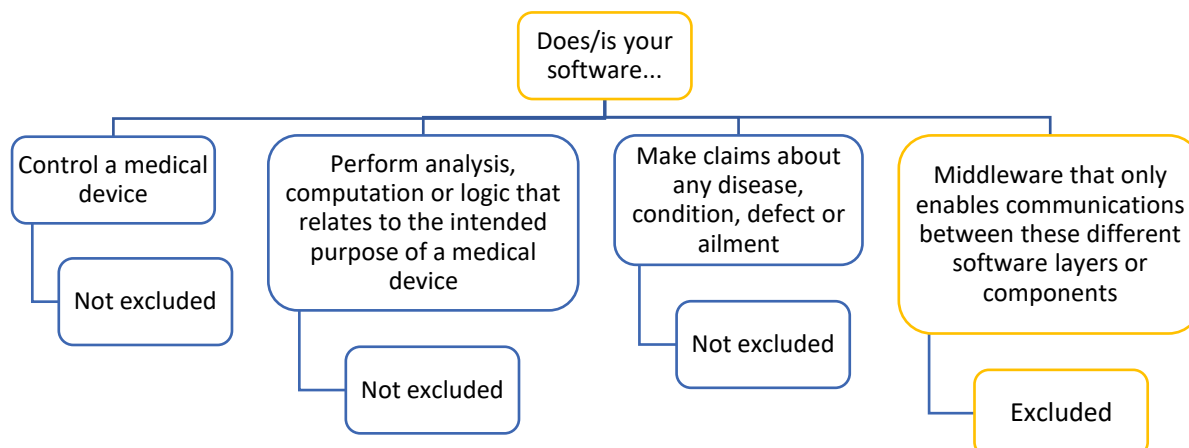 Does/is your
software...
Control a medical
device
Not excluded
Perform analysis,
computation or logic that
relates to the intended
purpose of a medical
device
Not excluded
Make claims about
any disease,
condition, defect or
ailment
Not excluded
Middleware that only
enables communications
between these different
software layers or
components
Excluded